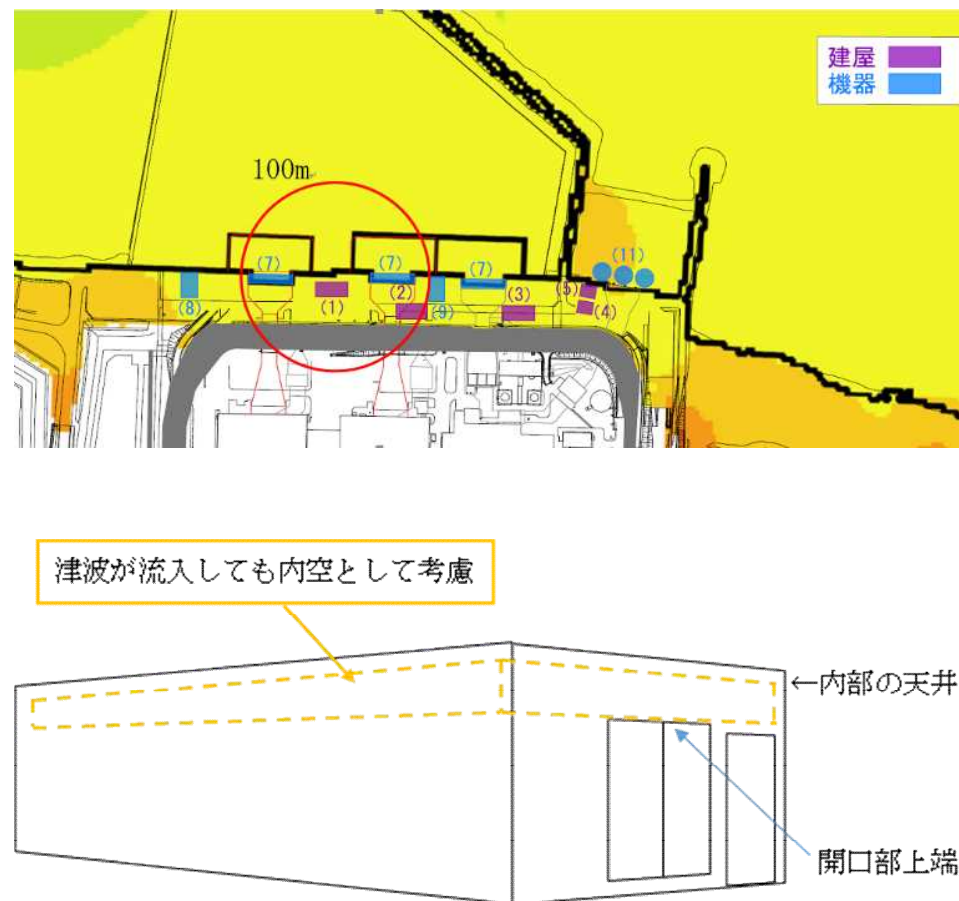 建屋
機器
100m
(11)
(7)
(7)
(7)
(8)
(1)
(2)
(9)
(3)
(5)
(4)
津波が流入しても内空として考慮
←内部の天井
開口部上端